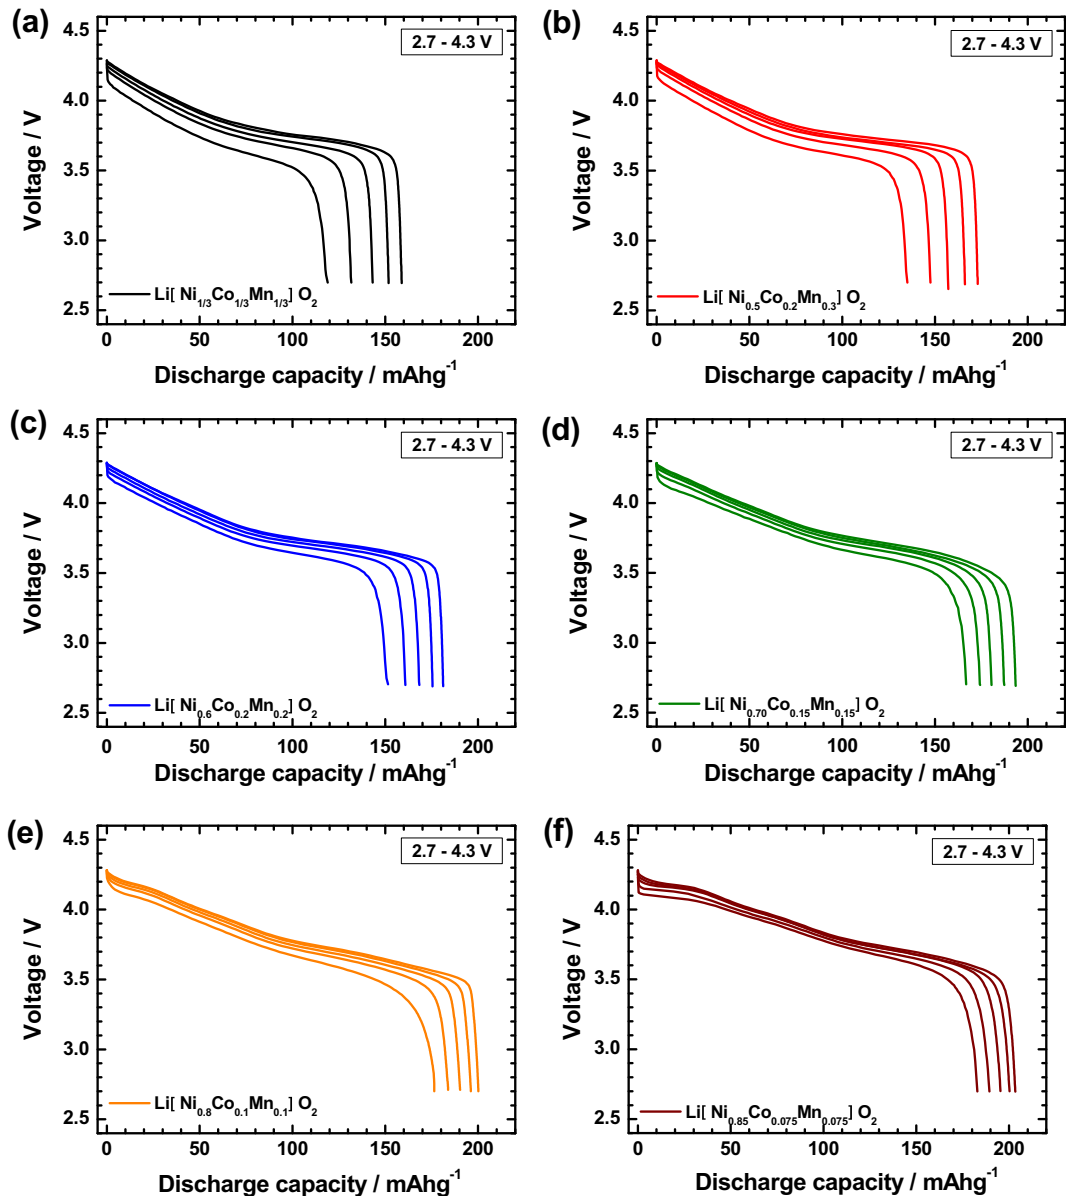 (a)
2.7 - 4.3 V
4.5
4.0
3.5
3.0
2.5
Voltage / V
Li[ Ni1/3Co1/3Mn1/3] O2
0 50 100 150 200
Discharge capacity / mAhg-1
(b)
2.7 - 4.3 V
4.5
4.0
3.5
3.0
2.5
Voltage / V
Li[ Ni0.5Co0.2Mn0.3] O2
0 50 100 150 200
Discharge capacity / mAhg-1
(c)
2.7 - 4.3 V
4.5
4.0
3.5
3.0
2.5
Voltage / V
Li[ Ni0.6Co0.2Mn0.2] O2
0 50 100 150 200
Discharge capacity / mAhg-1
(d)
2.7 - 4.3 V
4.5
4.0
3.5
3.0
2.5
Voltage / V
Li[ Ni0.70Co0.15Mn0.15] O2
0 50 100 150 200
Discharge capacity / mAhg-1
(e)
2.7 - 4.3 V
4.5
4.0
3.5
3.0
2.5
Voltage / V
Li[ Ni0.8Co0.1Mn0.1] O2
0 50 100 150 200
Discharge capacity / mAhg-1
(f)
2.7 - 4.3 V
4.5
4.0
3.5
3.0
2.5
Voltage / V
Li[ Ni0.85Co0.075Mn0.075] O2
0 50 100 150 200
Discharge capacity / mAhg-1